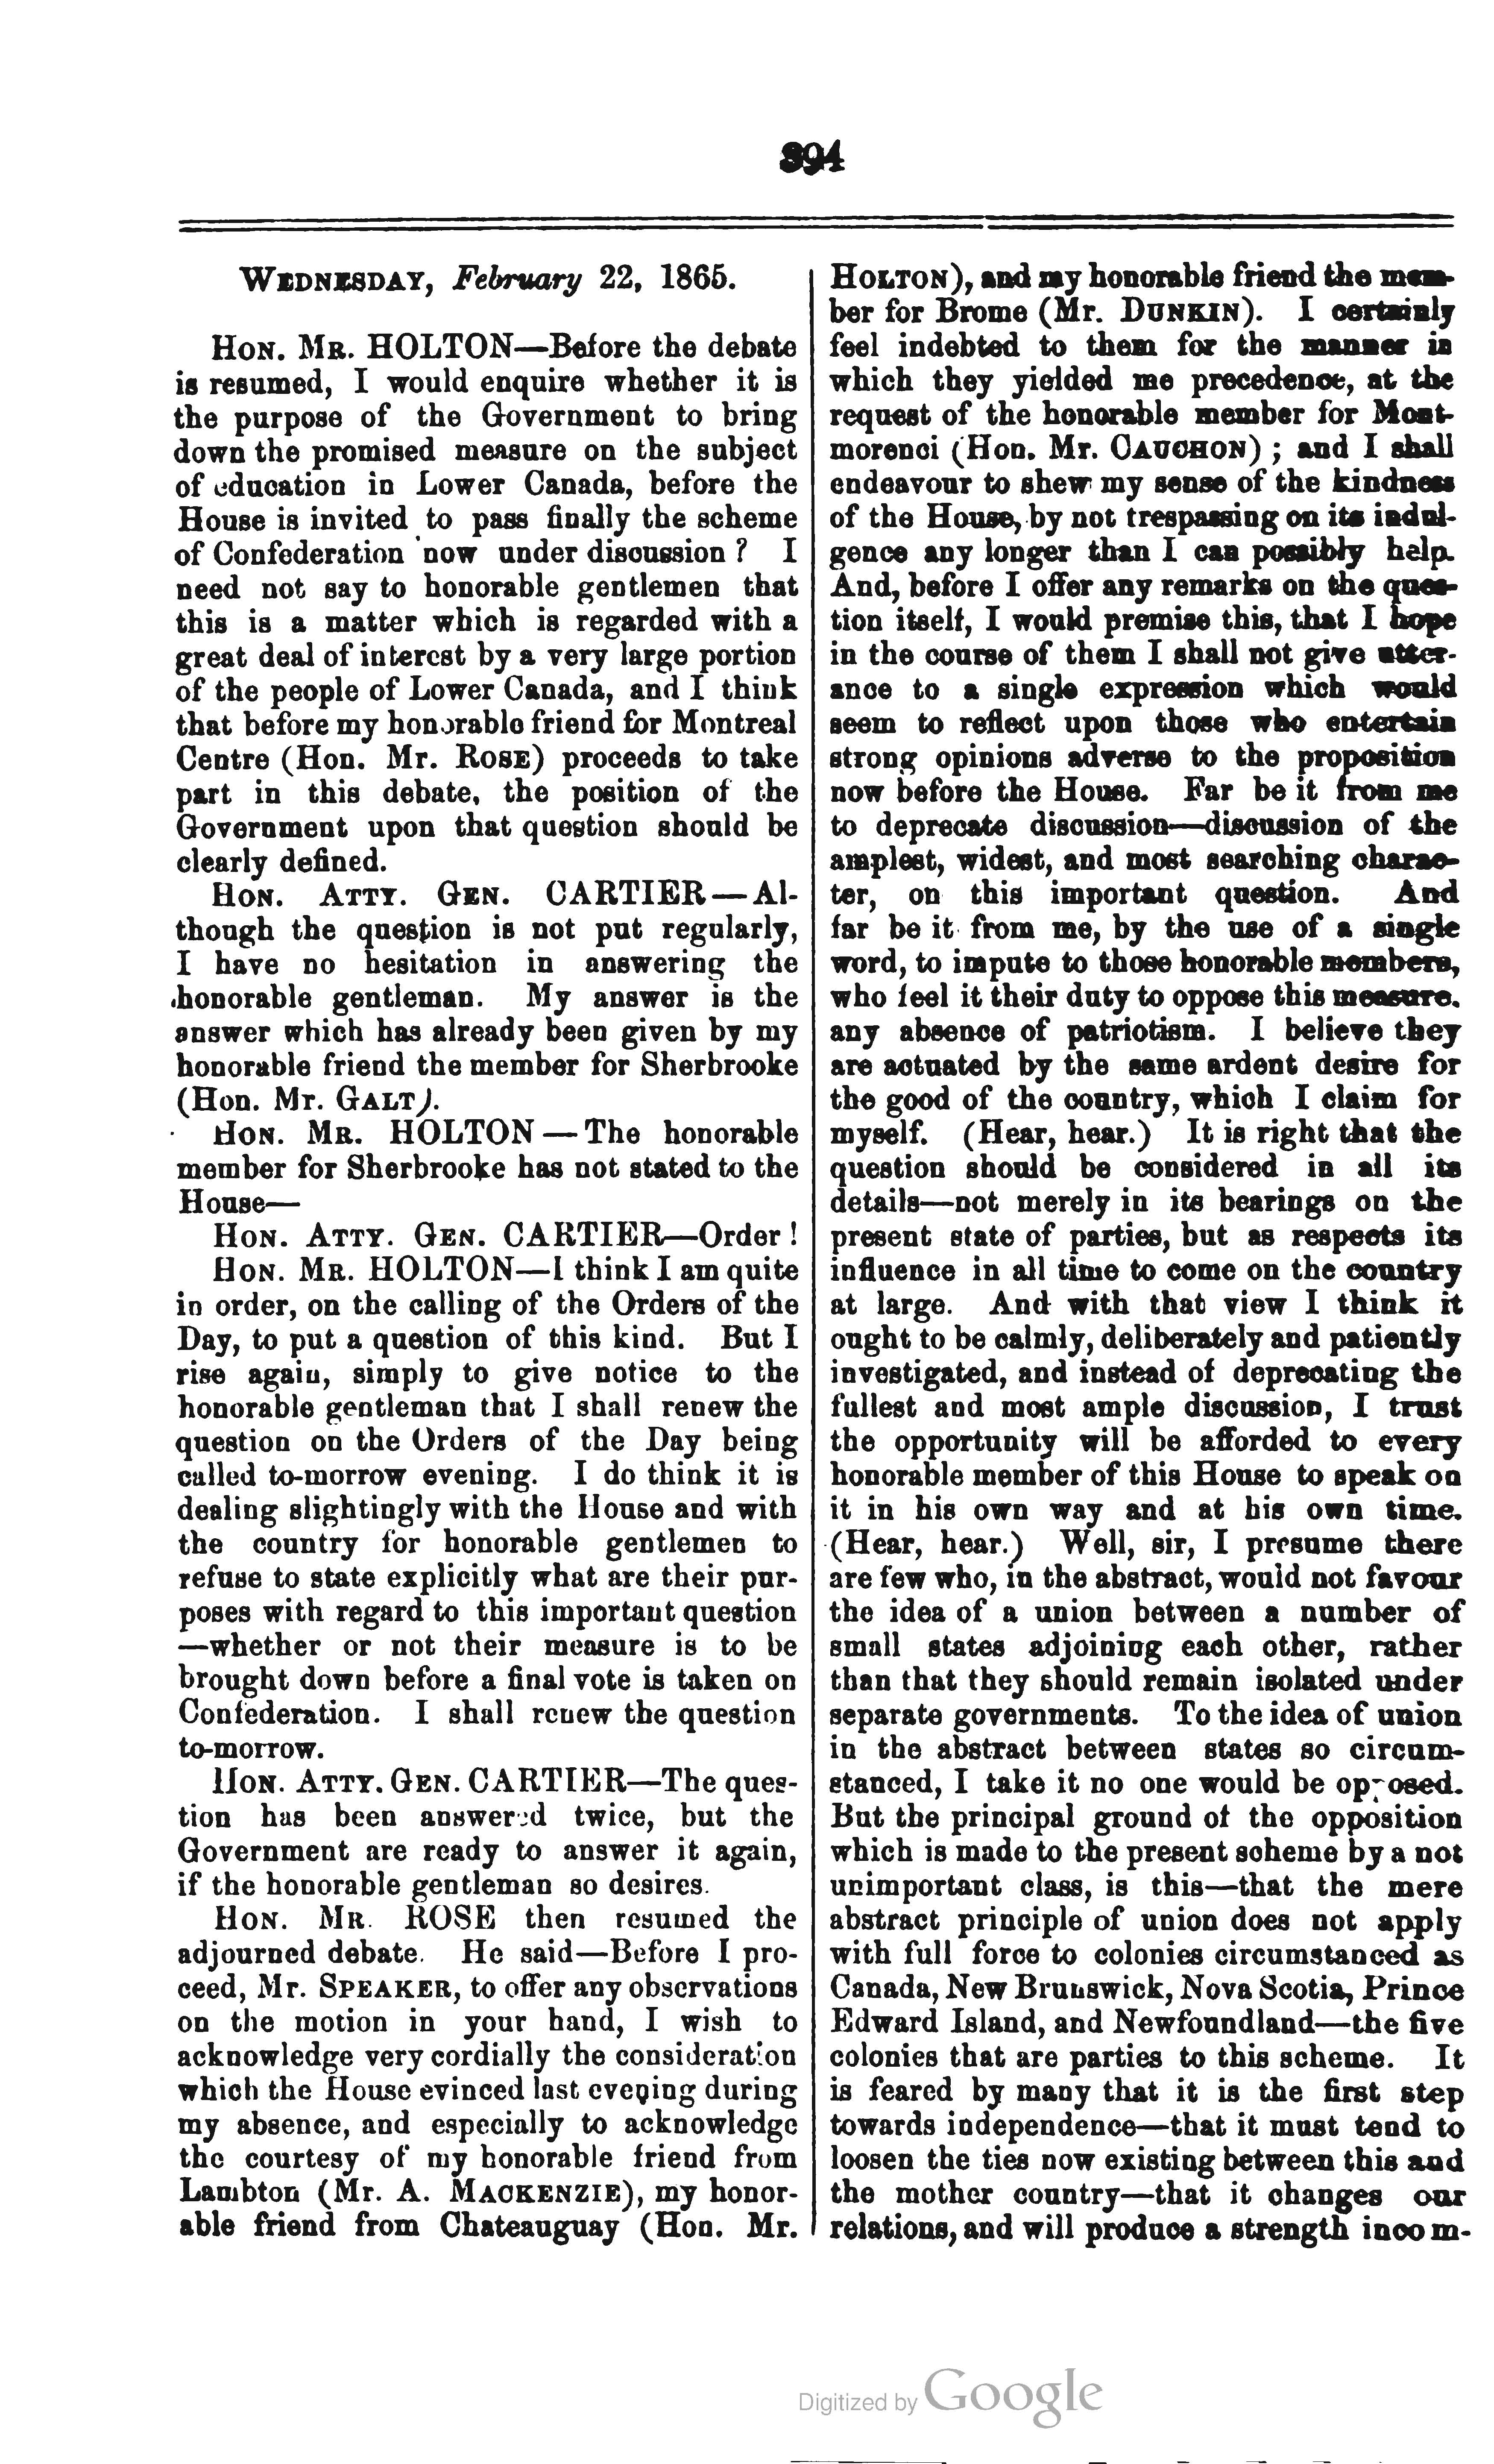 394
WEDNESDAY, February 22, 1865.
HON. MR. HOLTON—Before the debate
is resumed, I would enquire whether it is
the purpose of the Government to bring
down the promised measure on the subject
of education in Lower Canada, before the
House is invited to pass finally the scheme
of Confederation now under discussion ? I
need not say to honorable gentlemen that
this is a matter which is regarded with a
great deal of interest by a very large portion
of the people of Lower Canada, and I think
that before my honorable friend for Montreal
Centre (Hon. Mr. ROSE) proceeds to take
part in this debate, the position of the
Government upon that question should be
clearly defined.
HON. ATTY. GEN. CARTIER—Al-
though the question is not put regularly,
I have no hesitation in answering the
honorable gentleman. My answer is the
answer which has already been given by my
honorable friend the member for Sherbrooke
(Hon. Mr. GALT).
HON. MR. HOLTON—The honorable
member for Sherbrooke has not stated to the
House—
HON. ATTY. GEN. CARTIER—Order !
HON. MR. HOLTON—I think I am quite
in order, on the calling of the Orders of the
Day, to put a question of this kind. But I
rise again, simply to give notice to the
honorable gentleman that I shall renew the
question on the Orders of the Day being
called to-morrow evening. I do think it is
dealing slightingly with the House and with
the country for honorable gentlemen to
refuse to state explicitly what are their pur-
poses with regard to this important question
—whether or not their measure is to be
brought down before a final vote is taken on
Confederation. I shall renew the question
to-morrow.
HON. ATTY. GEN. CARTIER—The ques-
tion has been answered twice, but the
Government are ready to answer it again,
if the honorable gentleman so desires.
HON. MR. ROSE then resumed the
adjourned debate. He said—Before I pro-
ceed, Mr. SPEAKER, to offer any observations
on the motion in your hand, I wish to
acknowledge very cordially the consideration
which the House evinced last evening during
my absence, and especially to acknowledge
the courtesy of my honorable friend from
Lambton (Mr. A. MACKENZIE), my honor-
able friend from Chateauguay (Hon. Mr.
HOLTON), and my honorable friend the mem-
ber for Brome (Mr. DUNKIN). I certainly
feel indebted to them for the manner in
which they yielded me precedence, at the
request of the honorable member for Mont-
morenci (Hon. Mr. CAUCHON) ; and I shall
endeavour to shew my sense of the kindness
of the House, by not trespassing on its indul-
gence any longer than I can possibly help.
And, before I offer any remarks on the ques-
tion itself, I would premise this, that I hope
in the course of them I shall not give utter-
ance to a single expression which would
seem to reflect upon those who entertain
strong opinions adverse to the proposition
now before the House. Far be it from me
to deprecate discussion—discussion of the
amplest, widest, and most searching charac-
ter, on this important question. And
far be it from me, by the use of a single
word, to impute to those honorable members,
who feel it their duty to oppose this measure,
any absence of patriotism. I believe they
are actuated by the same ardent desire for
the good of the country, which I claim for
myself. (Hear, hear.) It is right that the
question should be considered in all its
details—not merely in its bearings on the
present state of parties, but as respects its
influence in all time to come on the country
at large. And with that view I think it
ought to be calmly, deliberately and patiently
investigated, and instead of deprecating the
fullest and most ample discussion, I trust
the opportunity will be afforded to every
honorable member of this House to speak on
it in his own way and at his own time.
(Hear, hear.) Well, sir, I presume there
are few who, in the abstract, would not favour
the idea of a union between a number of
small states adjoining each other, rather
than that they should remain isolated under
separate governments. To the idea of union
in the abstract between states so circum-
stanced, I take it no one would be opposed.
But the principal ground of the opposition
which is made to the present scheme by a not
unimportant class, is this—that the mere
abstract principle of union does not apply
with full force to colonies circumstanced as
Canada, New Brunswick, Nova Scotia, Prince
Edward Island, and Newfoundland—the five
colonies that are parties to this scheme. It
is feared by many that it is the first step
towards independence—that it must tend to
loosen the ties now existing between this and
the mother country—that it changes our
relations, and will produce a strength incom-
Digitized by Google